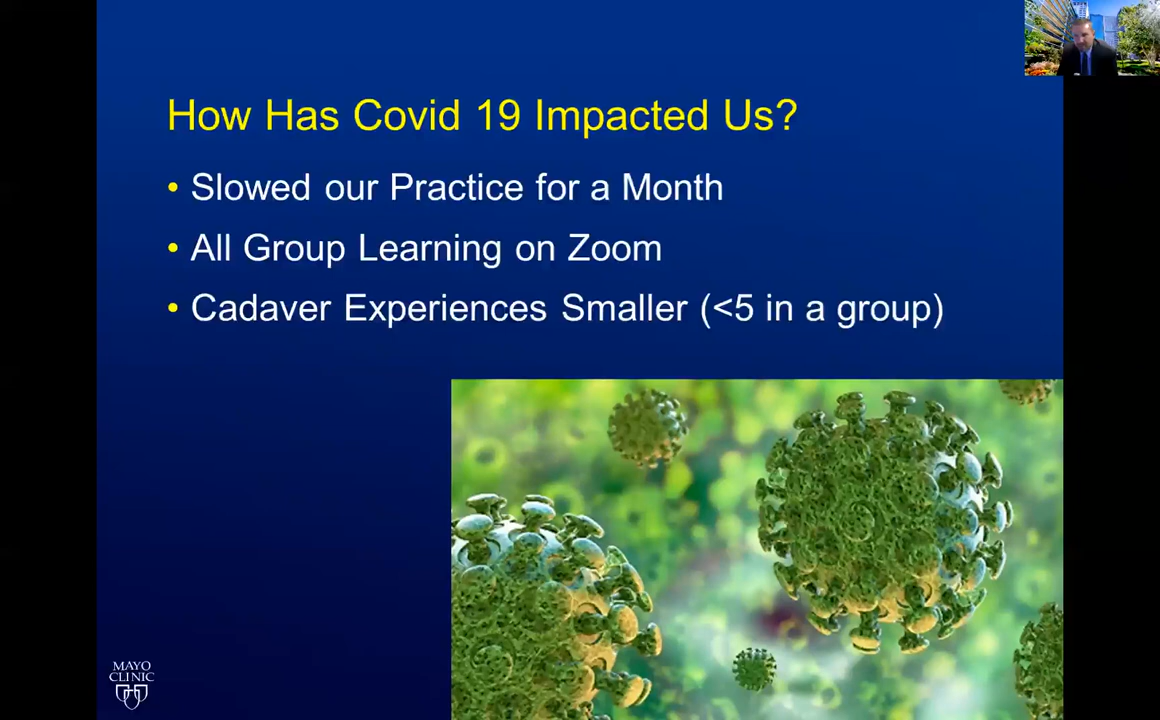 How Has Covid 19 Impacted Us?
• Slowed our Practice for a Month
• All Group Learning on Zoom
• Cadaver Experiences Smaller (<5 in a group)
MAYO
CLINIC